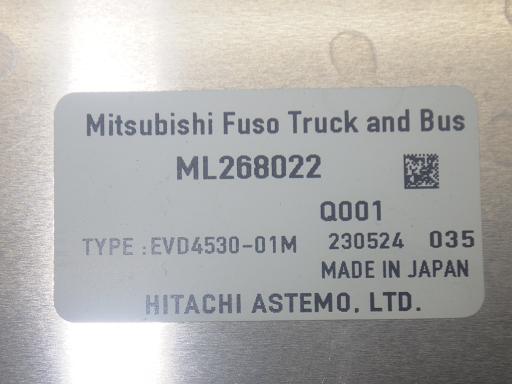 Mitsubishi Fuso Truck and Bus
ML268022
Q001
TYPE : EVD4530-01M 230524 035
MADE IN JAPAN
HITACHI ASTEMO, LTD.